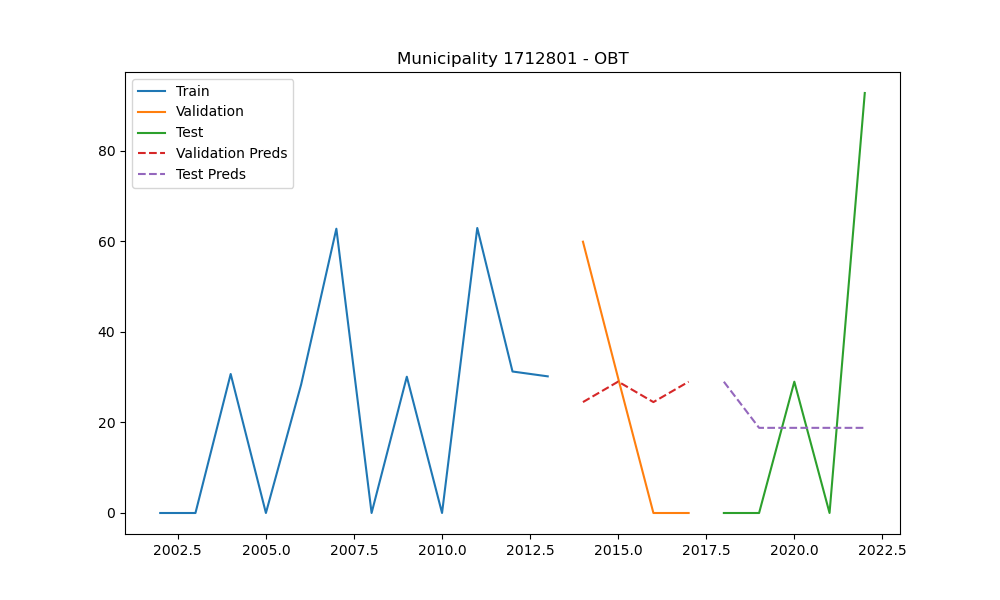 Municipality 1712801 - OBT
Train
Validation
Test
Validation Preds
Test Preds
80
60
40
20
0
2002.5 2005.0 2007.5 2010.0 2012.5 2015.0 2017.5 2020.0 2022.5